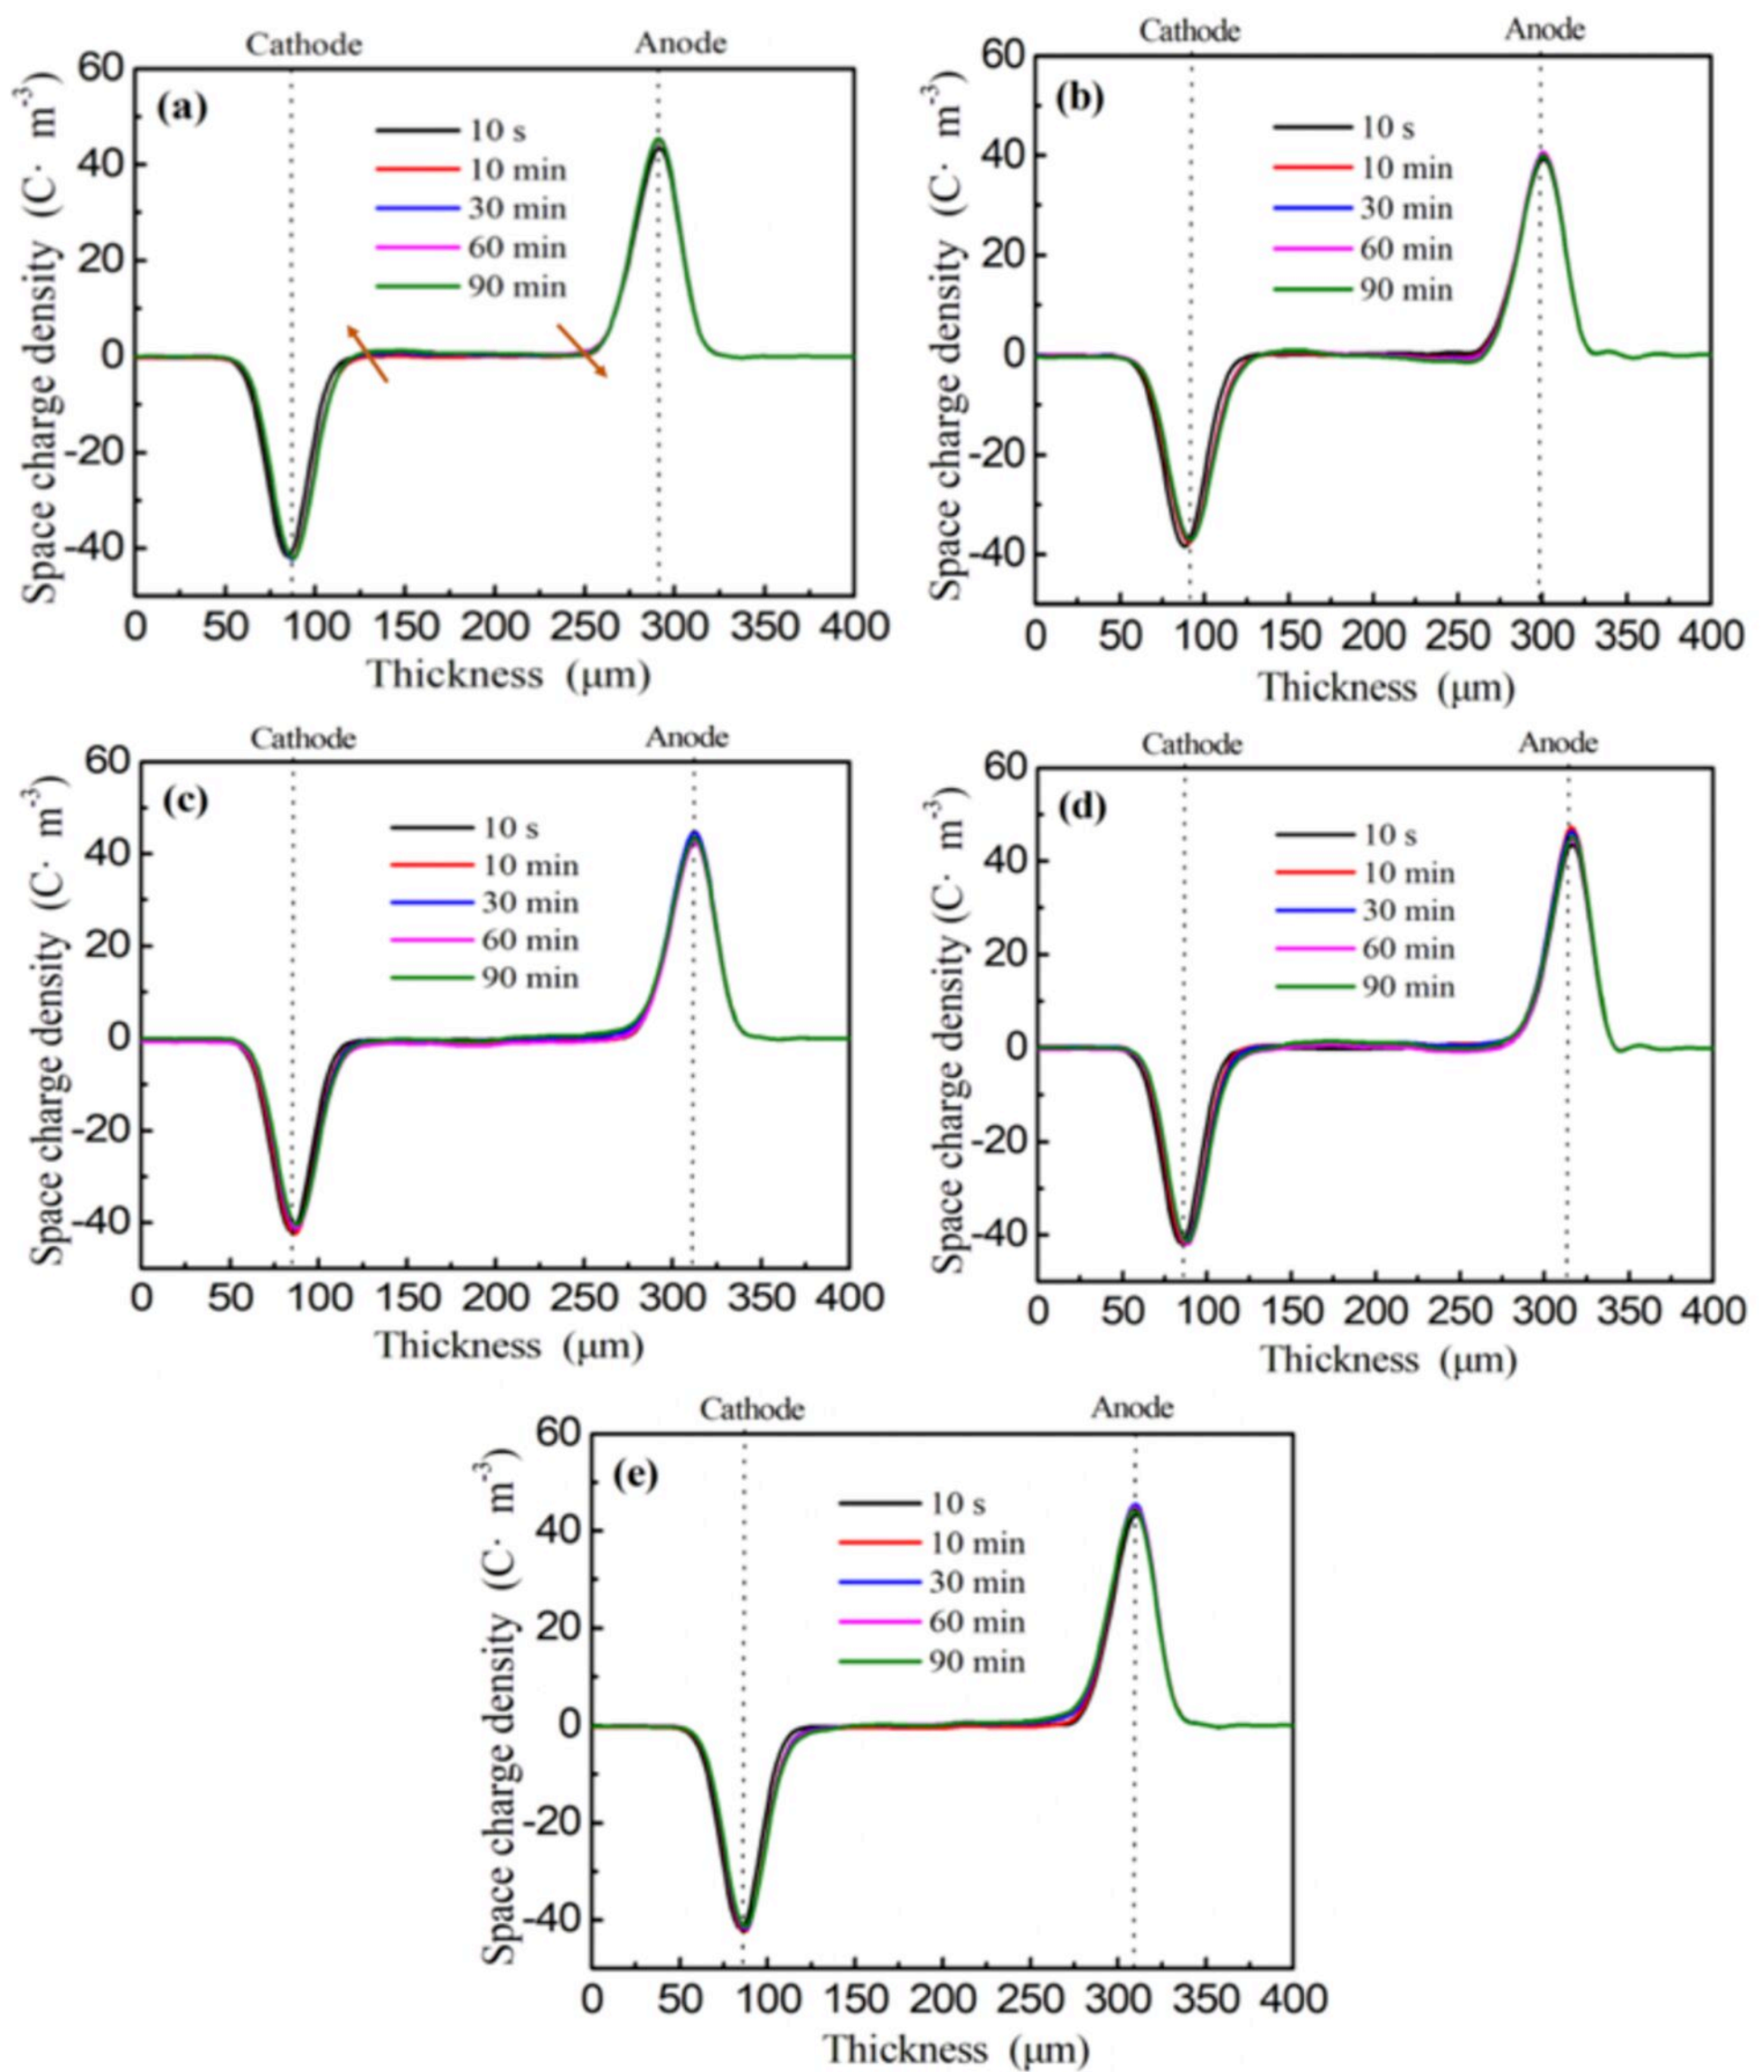 Cathode Anode
(a)
Space charge density (C· m⁻³)
60
40
20
0
-20
-40
10 s
10 min
30 min
60 min
90 min
0 50 100 150 200 250 300 350 400
Thickness (μm)
Cathode Anode
(b)
Space charge density (C· m⁻³)
60
40
20
0
-20
-40
10 s
10 min
30 min
60 min
90 min
0 50 100 150 200 250 300 350 400
Thickness (μm)
Cathode Anode
(c)
Space charge density (C· m⁻³)
60
40
20
0
-20
-40
10 s
10 min
30 min
60 min
90 min
0 50 100 150 200 250 300 350 400
Thickness (μm)
Cathode Anode
(d)
Space charge density (C· m⁻³)
60
40
20
0
-20
-40
10 s
10 min
30 min
60 min
90 min
0 50 100 150 200 250 300 350 400
Thickness (μm)
Cathode Anode
(e)
Space charge density (C· m⁻³)
60
40
20
0
-20
-40
10 s
10 min
30 min
60 min
90 min
0 50 100 150 200 250 300 350 400
Thickness (μm)